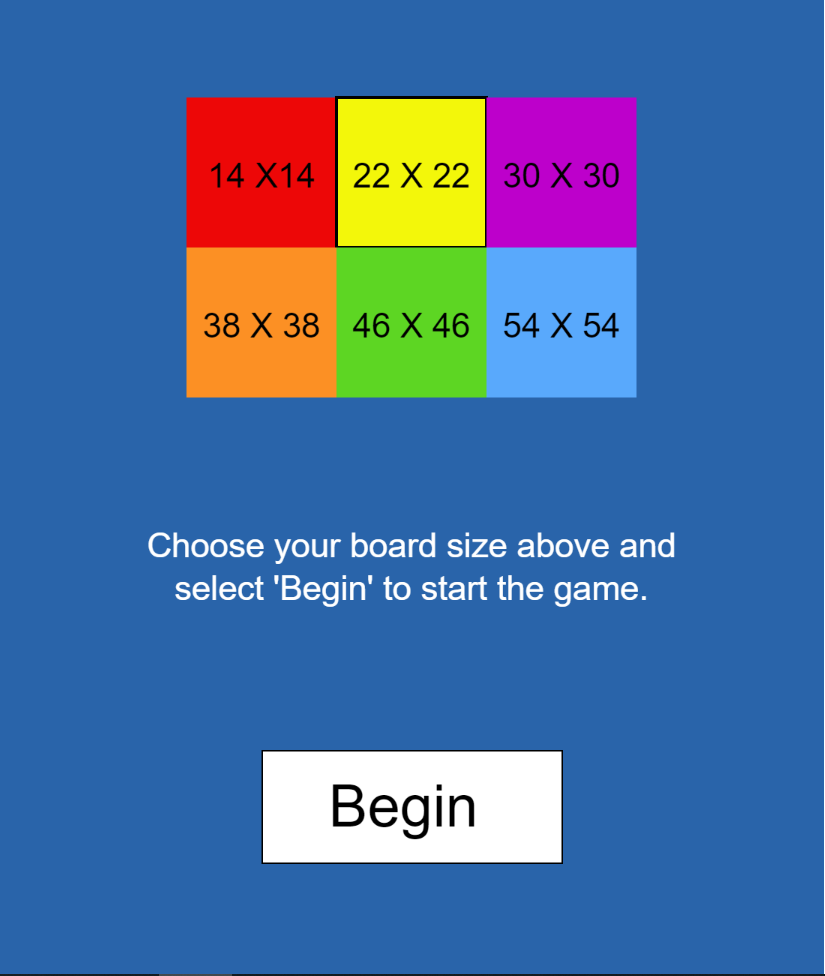 14 X14 22 X 22 30 X 30
38 X 38 46 X 46 54 X 54
Choose your board size above and
select 'Begin' to start the game.
Begin